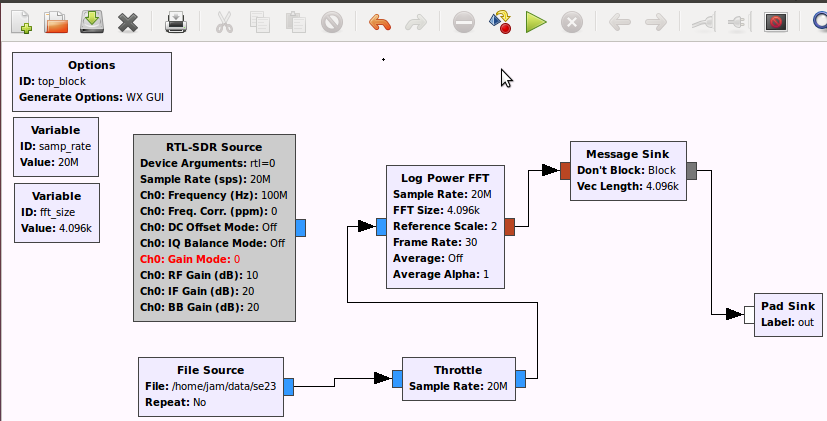 Options
ID: top_block
Generate Options: WX GUI
Variable
ID: samp_rate
Value: 20M
Variable
ID: fft_size
Value: 4.096k
RTL-SDR Source
Device Arguments: rtl=0
Sample Rate (sps): 20M
Ch0: Frequency (Hz): 100M
Ch0: Freq. Corr. (ppm): 0
Ch0: DC Offset Mode: Off
Ch0: IQ Balance Mode: Off
Ch0: Gain Mode: 0
Ch0: RF Gain (dB): 10
Ch0: IF Gain (dB): 20
Ch0: BB Gain (dB): 20
Log Power FFT
Sample Rate: 20M
FFT Size: 4.096k
Reference Scale: 2
Frame Rate: 30
Average: Off
Average Alpha: 1
Message Sink
Don't Block: Block
Vec Length: 4.096k
Pad Sink
Label: out
File Source
File: /home/jam/data/se23
Repeat: No
Throttle
Sample Rate: 20M